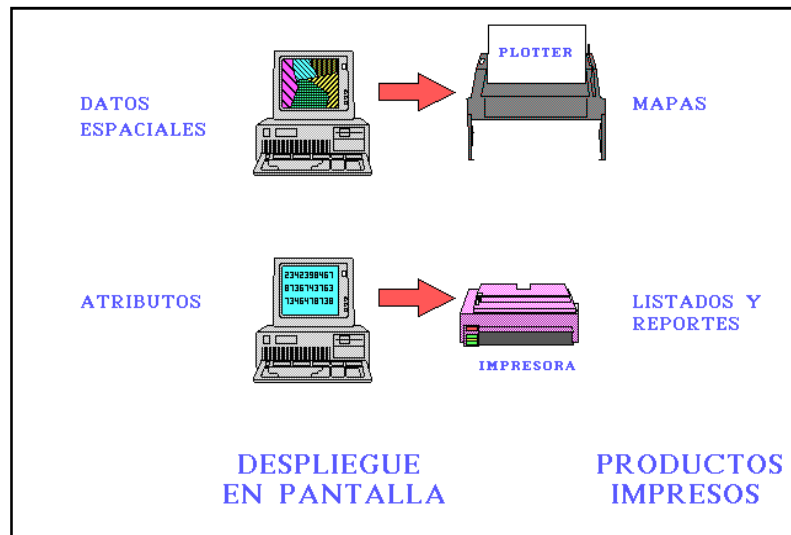 PLOTTER
DATOS
ESPACIALES
MAPAS
2342398467
8736743763
7346478738
ATRIBUTOS
LISTADOS Y
REPORTES
IMPRESORA
DESPLIEGUE
EN PANTALLA
PRODUCTOS
IMPRESOS